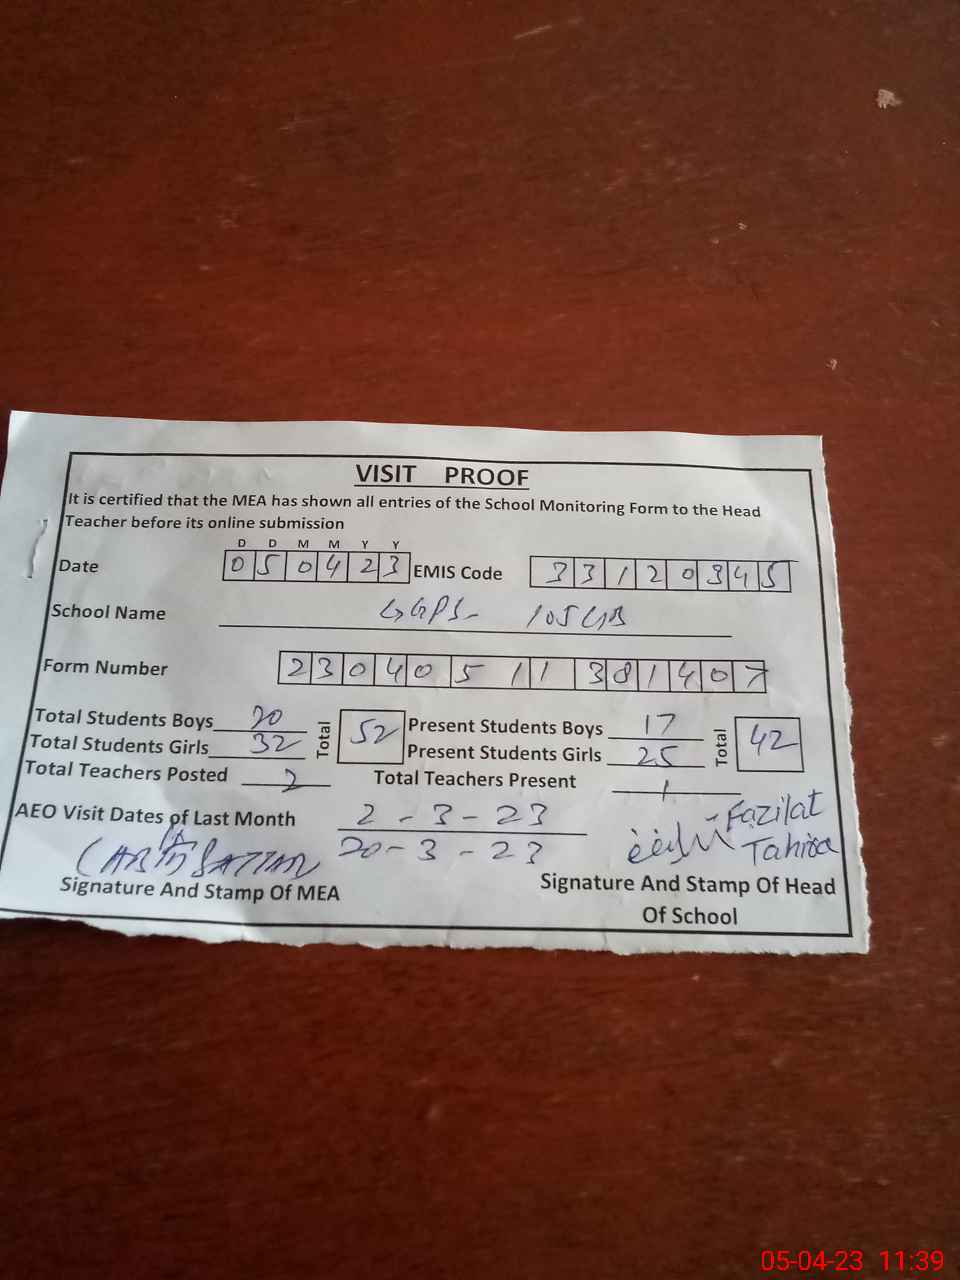 VISIT PROOF
It is certified that the MEA has shown all entries of the School Monitoring Form to the Head
Teacher before its online submission
D D M M Y Y
Date 0 5 0 4 2 3 EMIS Code 3 3 1 2 0 3 4 5
School Name GGPS 105 GB
Form Number 2 3 0 4 0 5 1 1 3 8 1 4 0 7
Total Students Boys 20 Total 52 Present Students Boys 17 Total 42
Total Students Girls 32 Present Students Girls 25
Total Teachers Posted 2 Total Teachers Present 1
AEO Visit Dates of Last Month 2-3-23
20-3-23
Fazilat
Tahira
Signature And Stamp Of MEA
Signature And Stamp Of Head
Of School
05-04-23 11:39